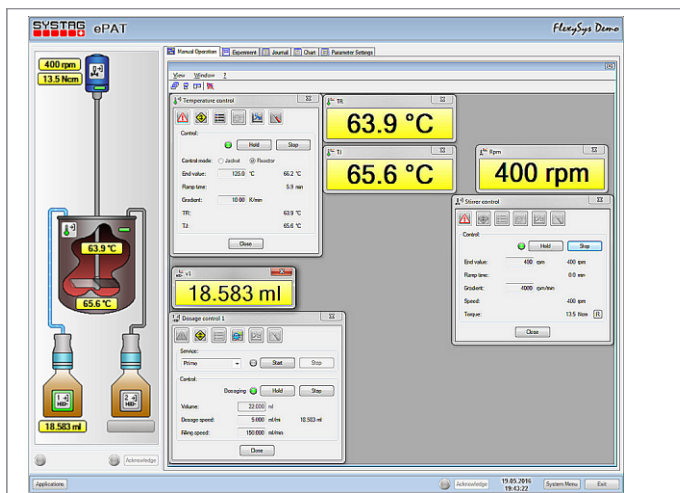 SYSTAG ePAT
FlexySys Demo
Manual Operation Experiment Journal Chart Parameter Settings
View Window ?
400 rpm
13.5 Ncm
63.9 °C
65.6 °C
1
2
18.583 ml
Acknowledge
Temperature control
Control:
Hold Stop
Control mode: Jacket Reactor
End value: 125.0 °C 66.2 °C
Ramp time: 5.9 min
Gradient: 10.00 K/min
TR: 63.9 °C
TJ: 65.6 °C
Close
TR
63.9 °C
TJ
65.6 °C
Rpm
400 rpm
Stirrer control
Control:
Hold Stop
End value: 400 rpm 400 rpm
Ramp time: 0.0 min
Gradient: 4000 rpm/min
Speed: 400 rpm
Torque: 13.5 Ncm R
Close
v1
18.583 ml
Dosage control 1
Service:
Prime Start Stop
Control:
Dosaging Hold Stop
Volume: 22.000 ml
Dosage speed: 5.000 ml/mi 18.583 ml
Filling speed: 150.000 ml/min
Close
Applications
Acknowledge
19.05.2016
19:43:22
System Menu Exit